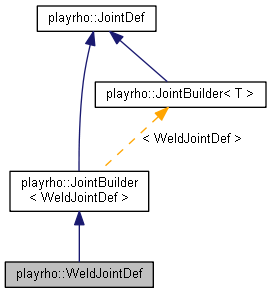 playrho::JointDef
playrho::JointBuilder< T >
< WeldJointDef >
playrho::JointBuilder
< WeldJointDef >
playrho::WeldJointDef